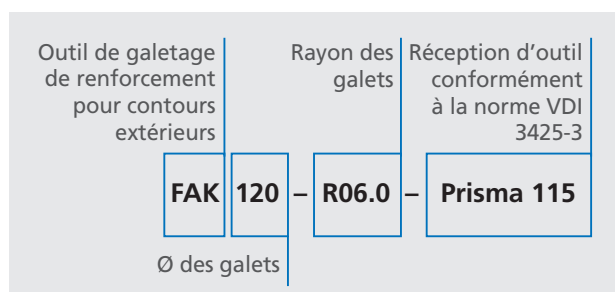 Outil de galetage
de renforcement
pour contours
extérieurs
Rayon des
galets
Réception d’outil
conformément
à la norme VDI
3425-3
FAK 120 – R06.0 – Prisma 115
Ø des galets